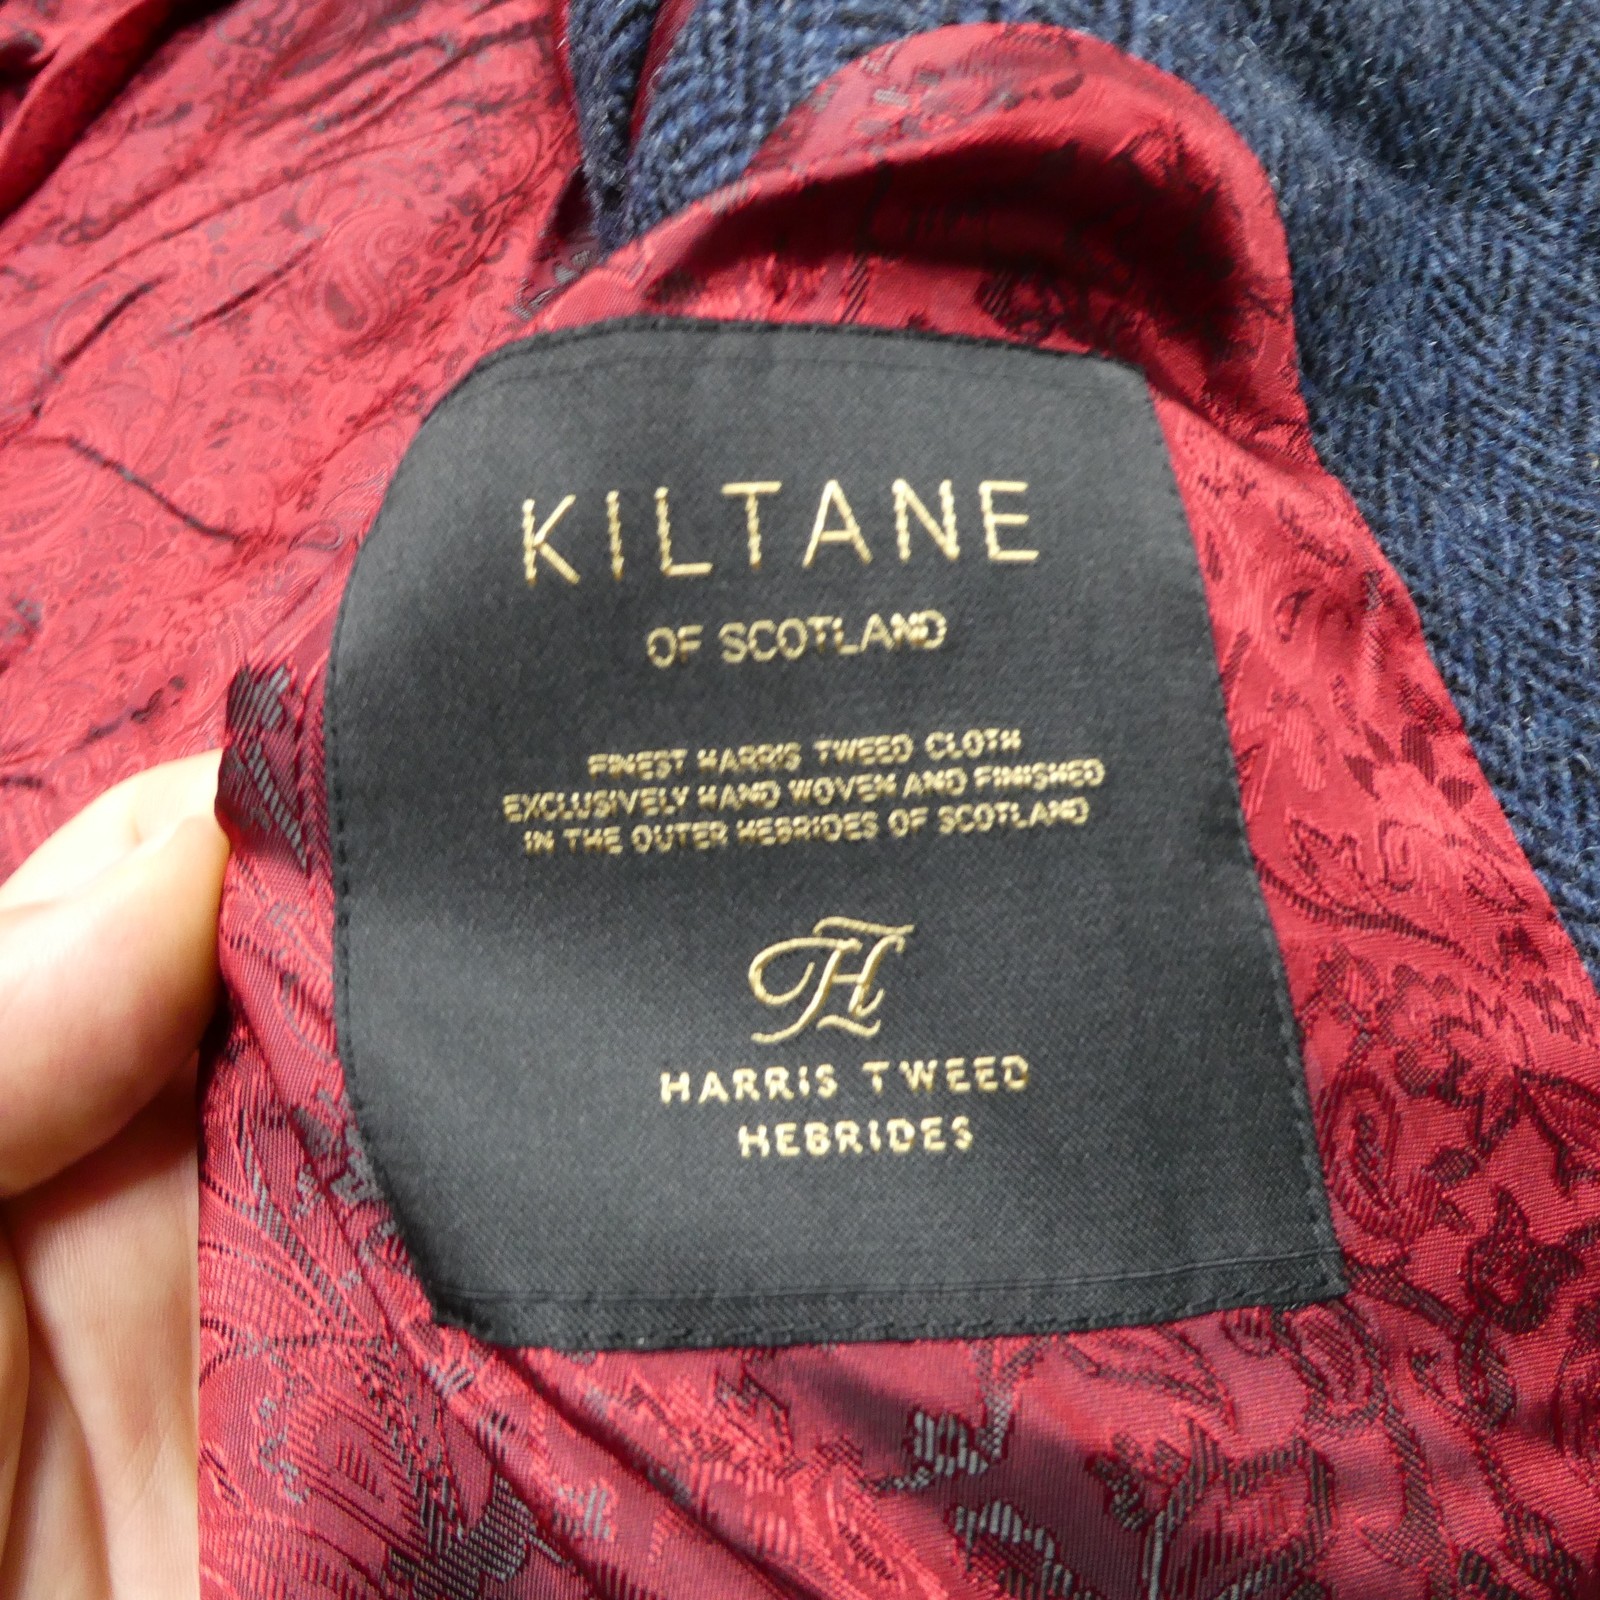 KILTANE
OF SCOTLAND
FINEST HARRIS TWEED CLOTH
EXCLUSIVELY HAND WOVEN AND FINISHED
IN THE OUTER HEBRIDES OF SCOTLAND
HARRIS TWEED
HEBRIDES